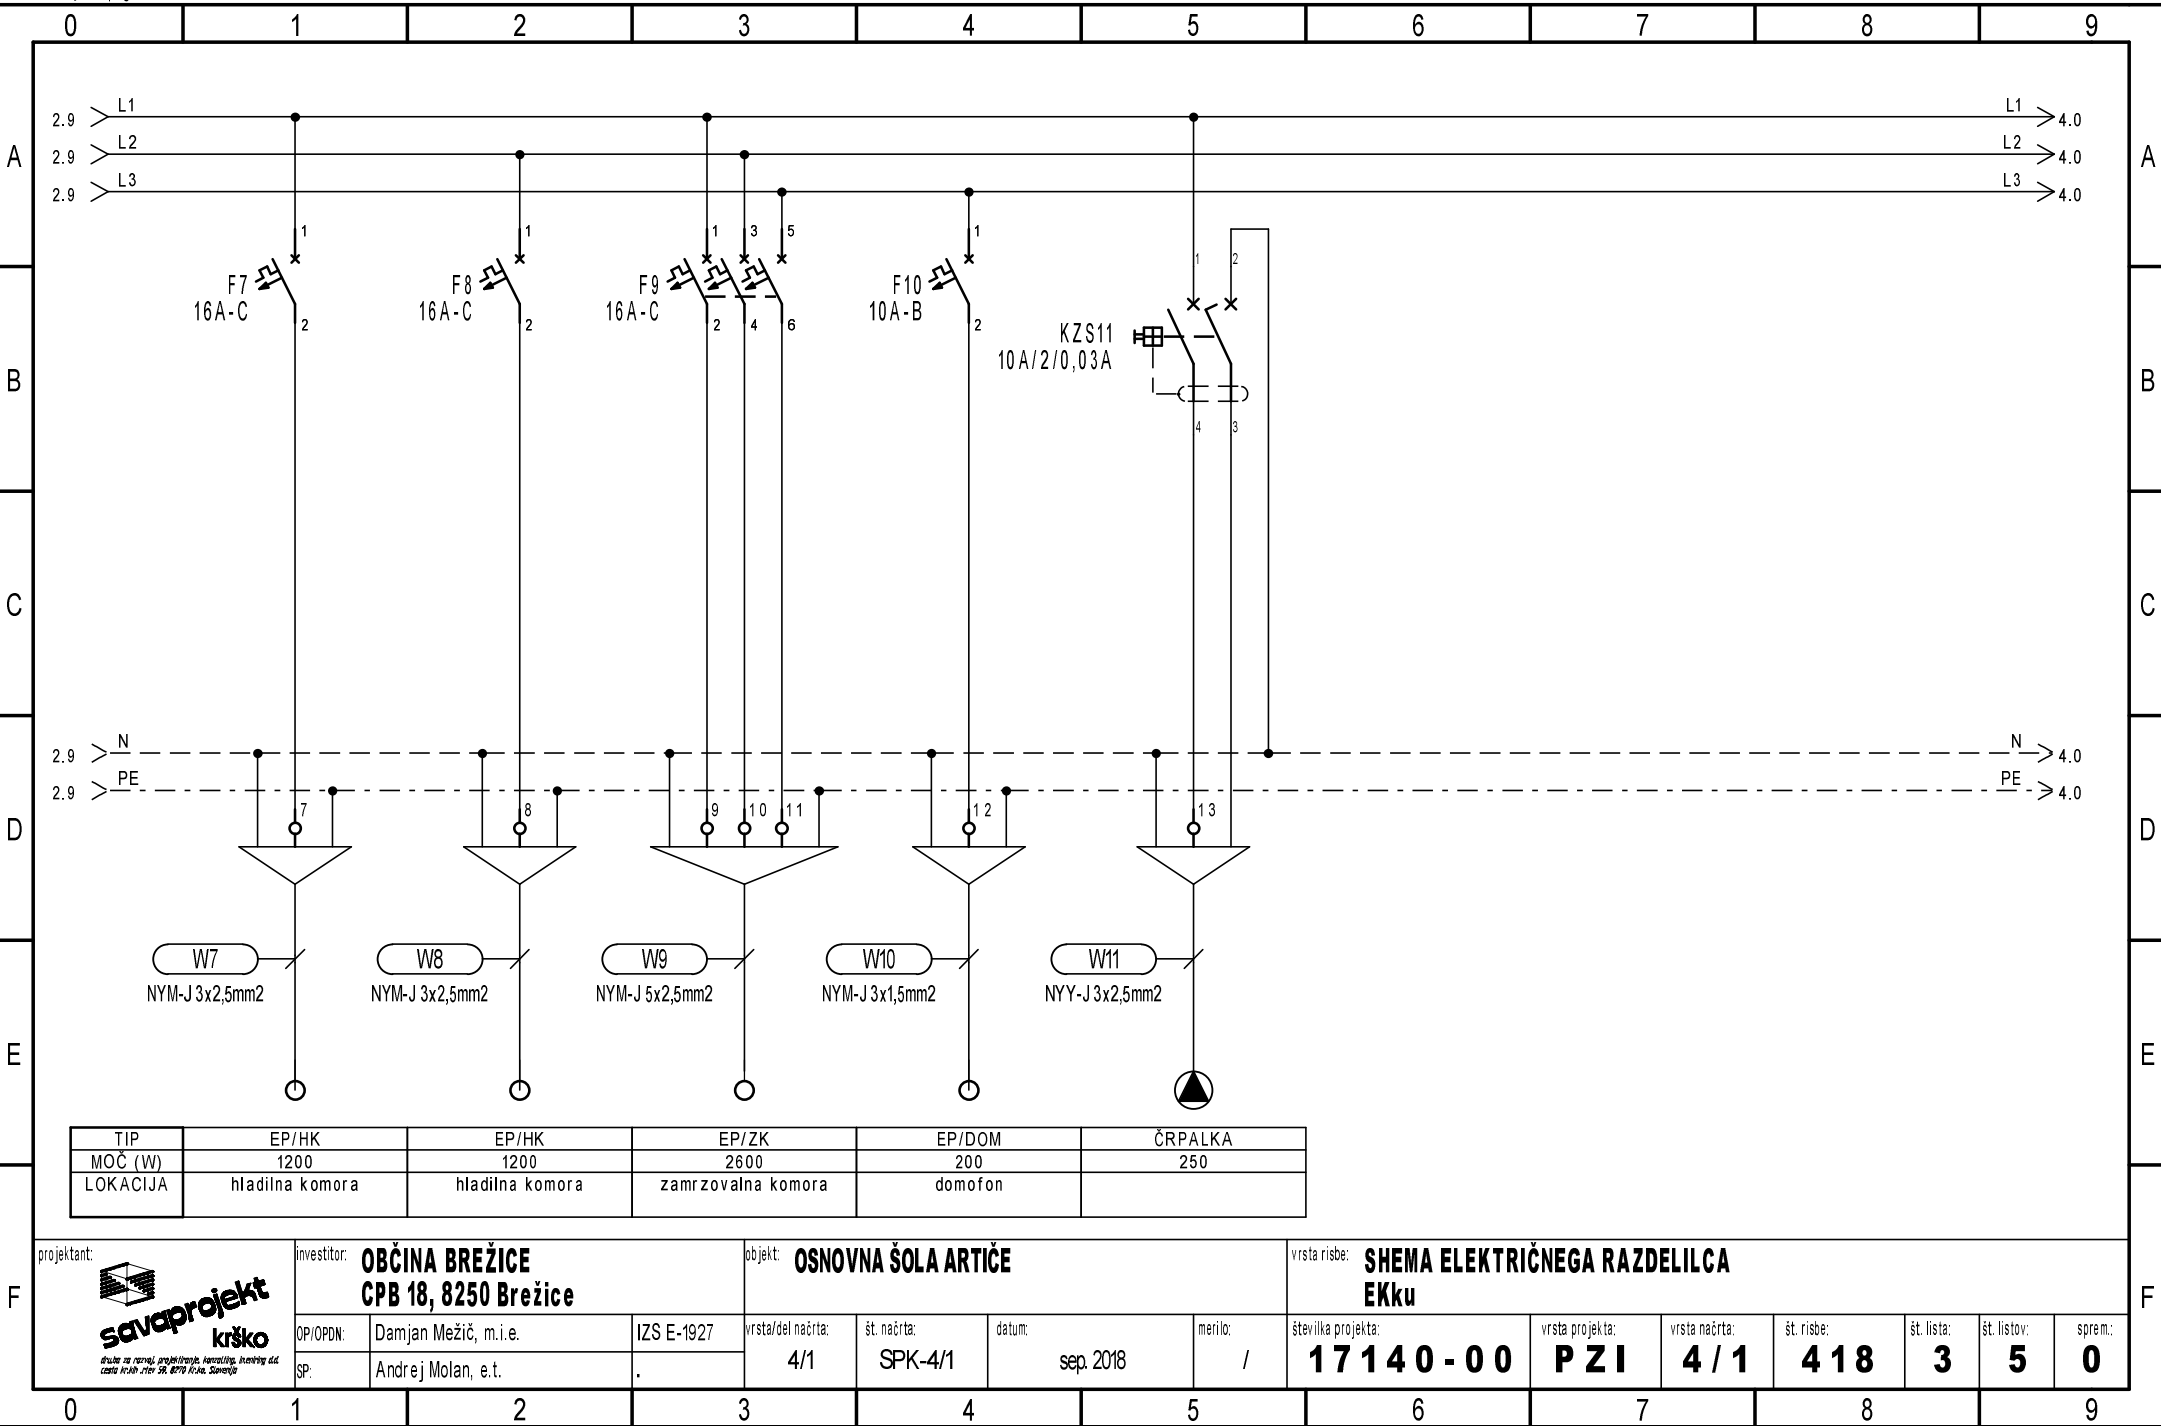 0 1 2 3 4 5 6 7 8 9
2.9 L1 L1 4.0
A 2.9 L2 L2 4.0 A
2.9 L3 L3 4.0
1 1 1 3 5 1 1 2
F7 F8 F9 F10
16A-C 16A-C 16A-C 10A-B
2 2 2 4 6 2
KZS11
10A/2/0,03A
B B
4 3
C C
2.9 N N 4.0
2.9 PE PE 4.0
7 8 9 10 11 12 13
D D
W7 W8 W9 W10 W11
NYM-J 3x2,5mm2 NYM-J 3x2,5mm2 NYM-J 5x2,5mm2 NYM-J 3x1,5mm2 NYY-J 3x2,5mm2
E E
TIP EP/HK EP/HK EP/ZK EP/DOM ČRPALKA
MOČ (W) 1200 1200 2600 200 250
LOKACIJA hladilna komora hladilna komora zamrzovalna komora domofon
projektant: investitor: OBČINA BREŽICE objekt: OSNOVNA ŠOLA ARTIČE vrsta risbe: SHEMA ELEKTRIČNEGA RAZDELILCA
CPB 18, 8250 Brežice EKku
F F
savaprojekt
krško
OP/OPDN: Damjan Mežič, m.i.e. IZS E-1927 vrsta/del načrta: št. načrta: datum: merilo: številka projekta: vrsta projekta: vrsta načrta: št. risbe: št. lista: št. listov: sprem.:
4/1 SPK-4/1 sep. 2018 / 17140-00 PZI 4/1 418 3 5 0
SP: Andrej Molan, e.t. .
0 1 2 3 4 5 6 7 8 9